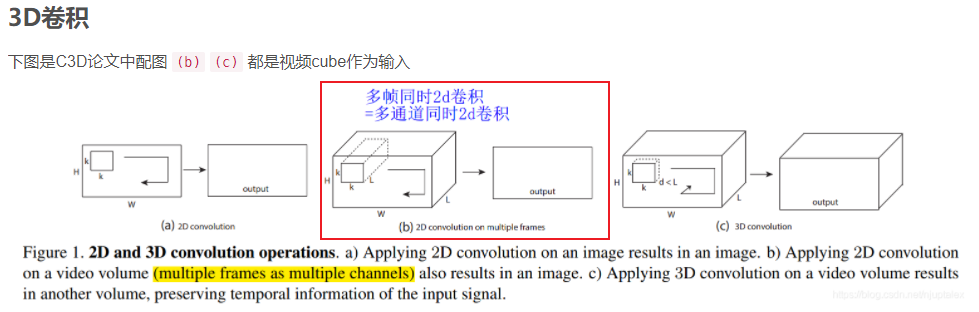 3D卷积
下图是C3D论文中配图 (b) (c) 都是视频cube作为输入
多帧同时2d卷积
=多通道同时2d卷积
k
k
H
W
output
(a) 2D convolution
k
k
L
H
W
L
output
(b) 2D convolution on multiple frames
k
k
d<L
H
W
L
output
(c) 3D convolution
Figure 1. 2D and 3D convolution operations. a) Applying 2D convolution on an image results in an image. b) Applying 2D convolution
on a video volume (multiple frames as multiple channels) also results in an image. c) Applying 3D convolution on a video volume results
in another volume, preserving temporal information of the input signal.